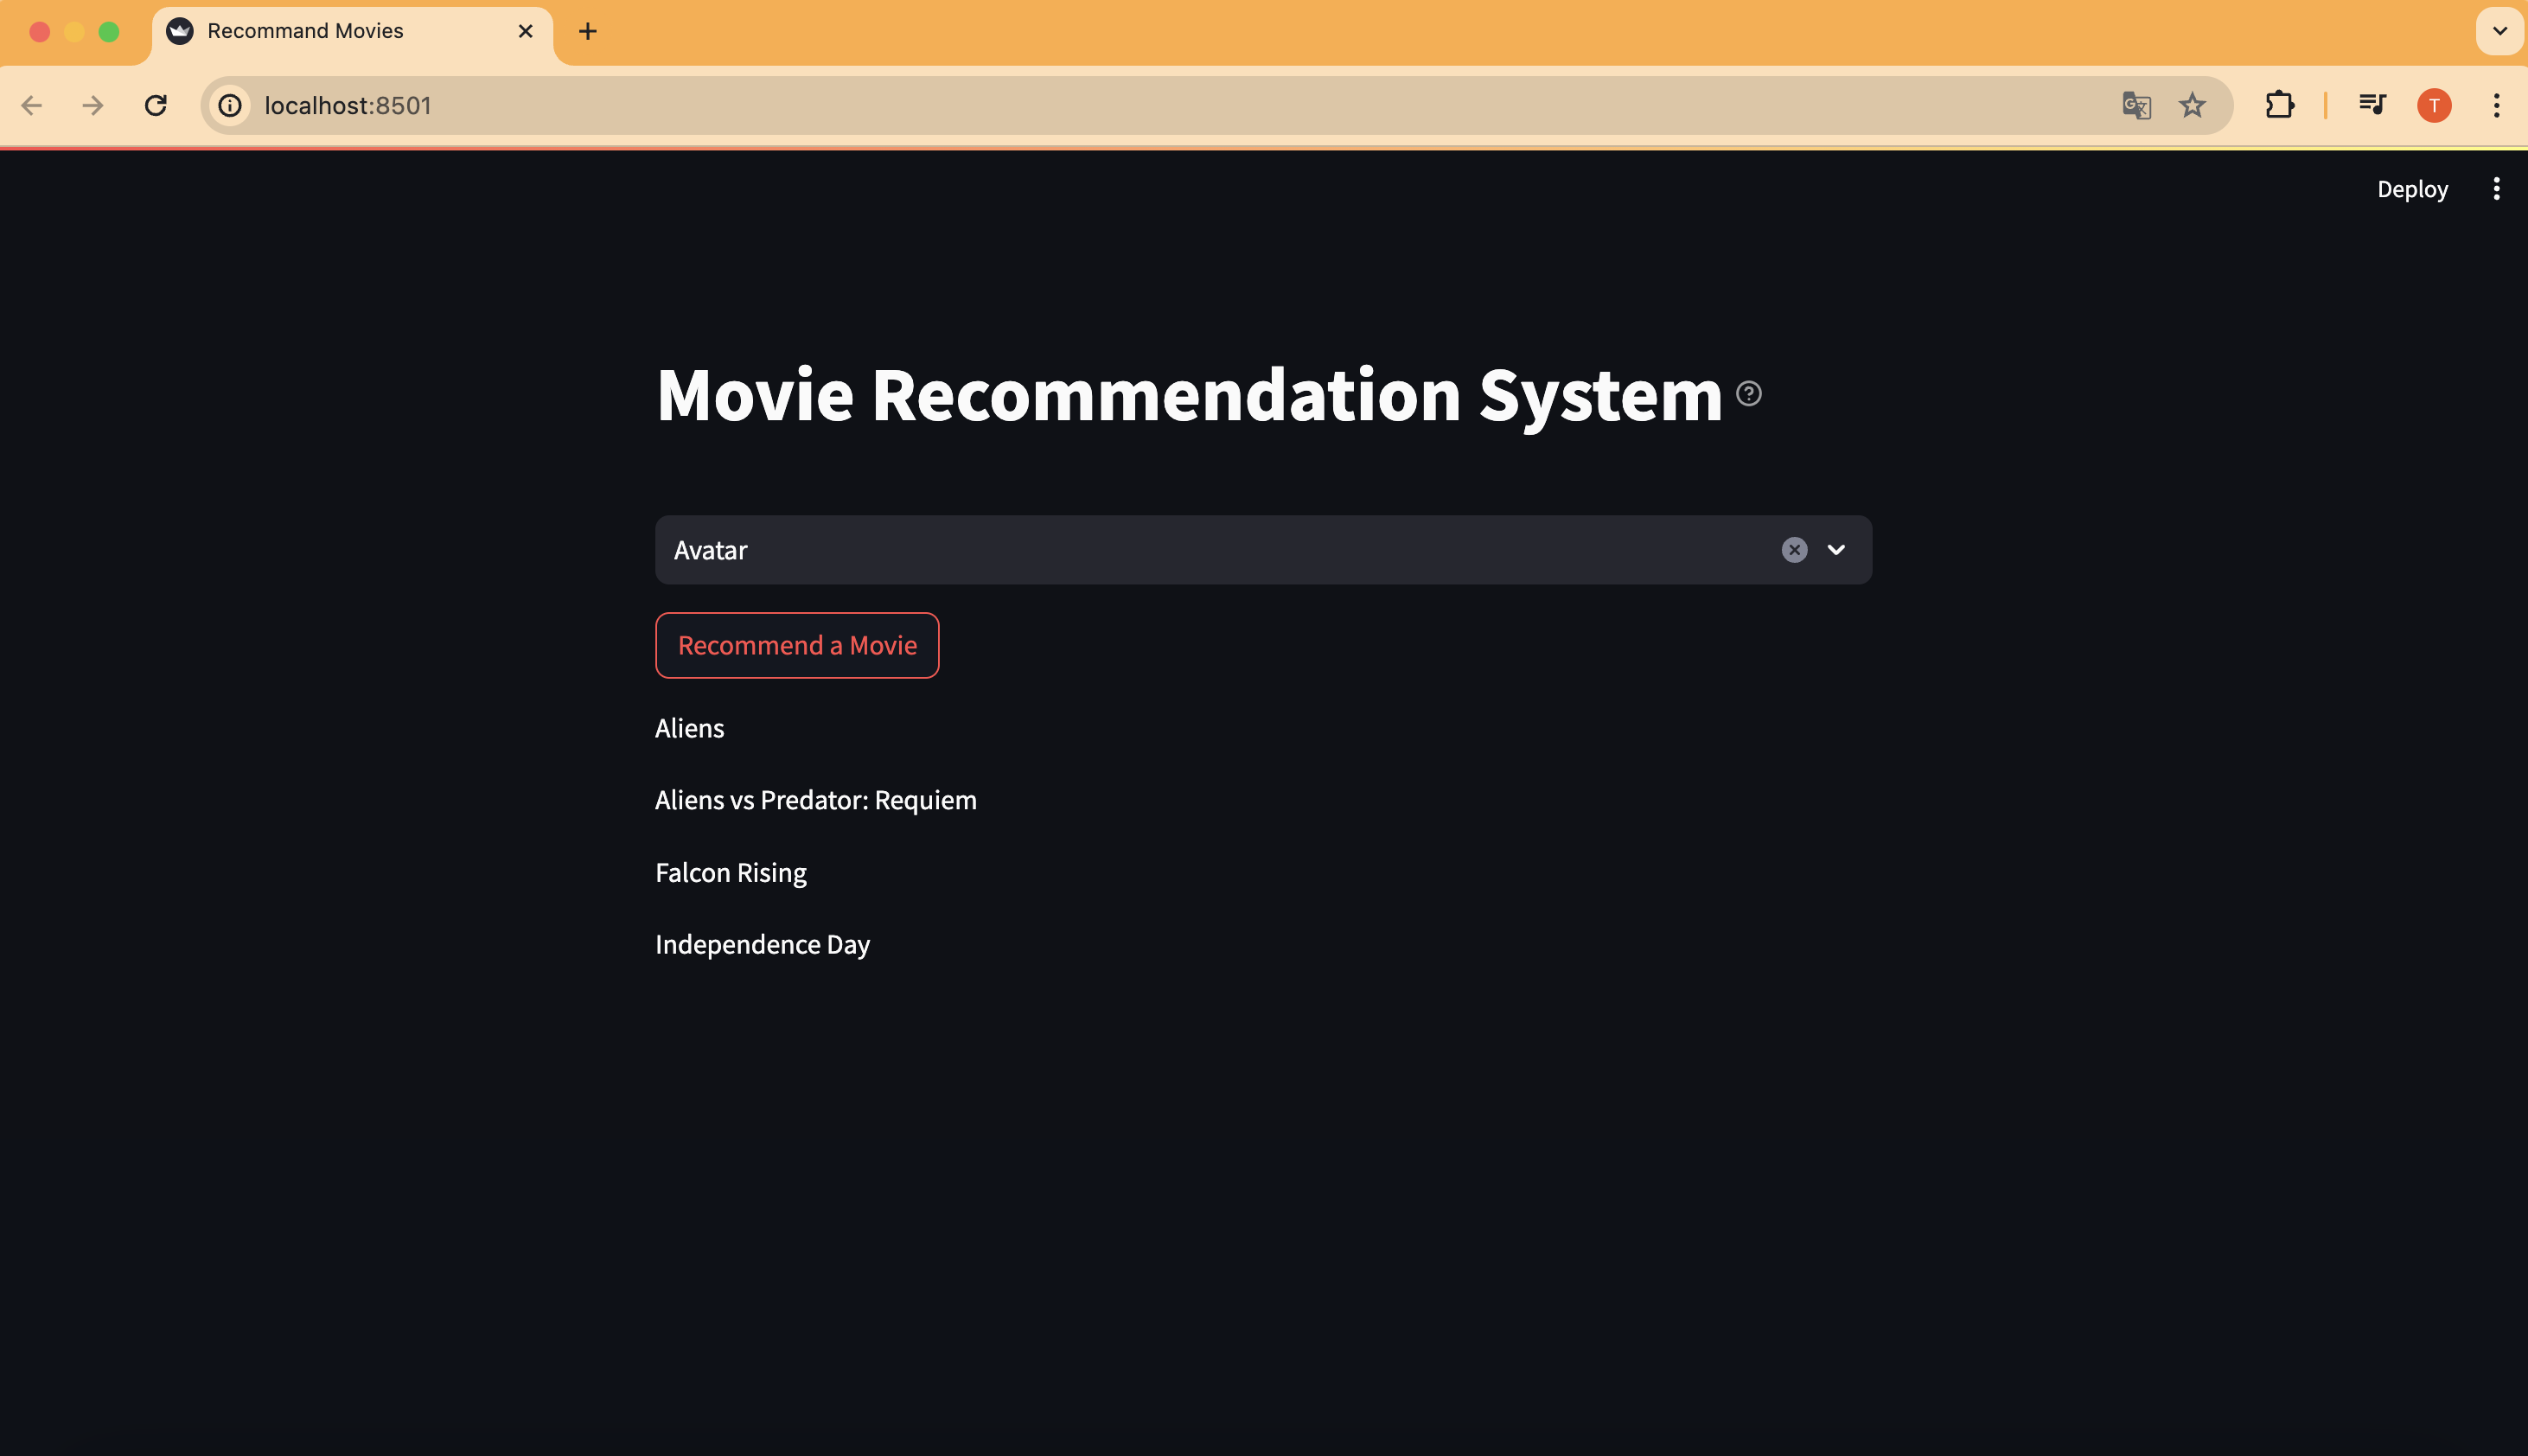 Recommand Movies
localhost:8501
T
Deploy
Movie Recommendation System
Avatar
Recommend a Movie
Aliens
Aliens vs Predator: Requiem
Falcon Rising
Independence Day